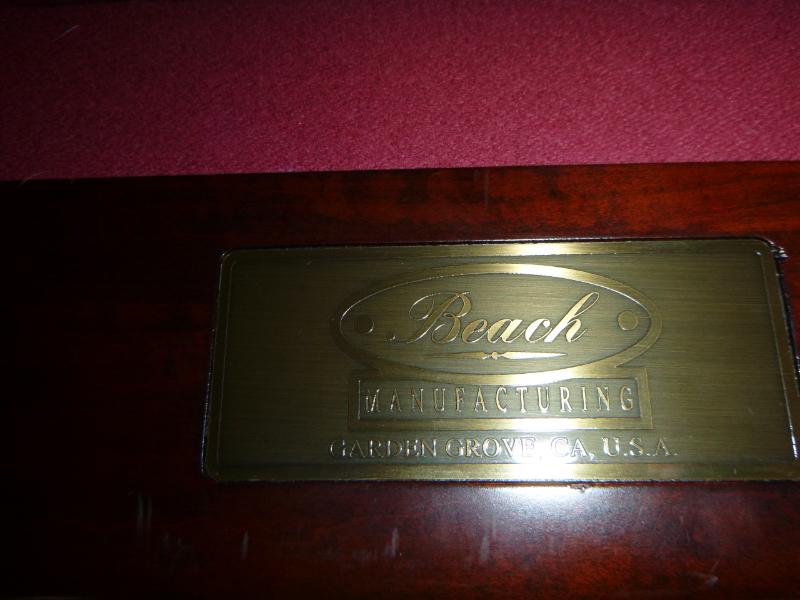 Beach
MANUFACTURING
GARDEN GROVE, CA, U.S.A.